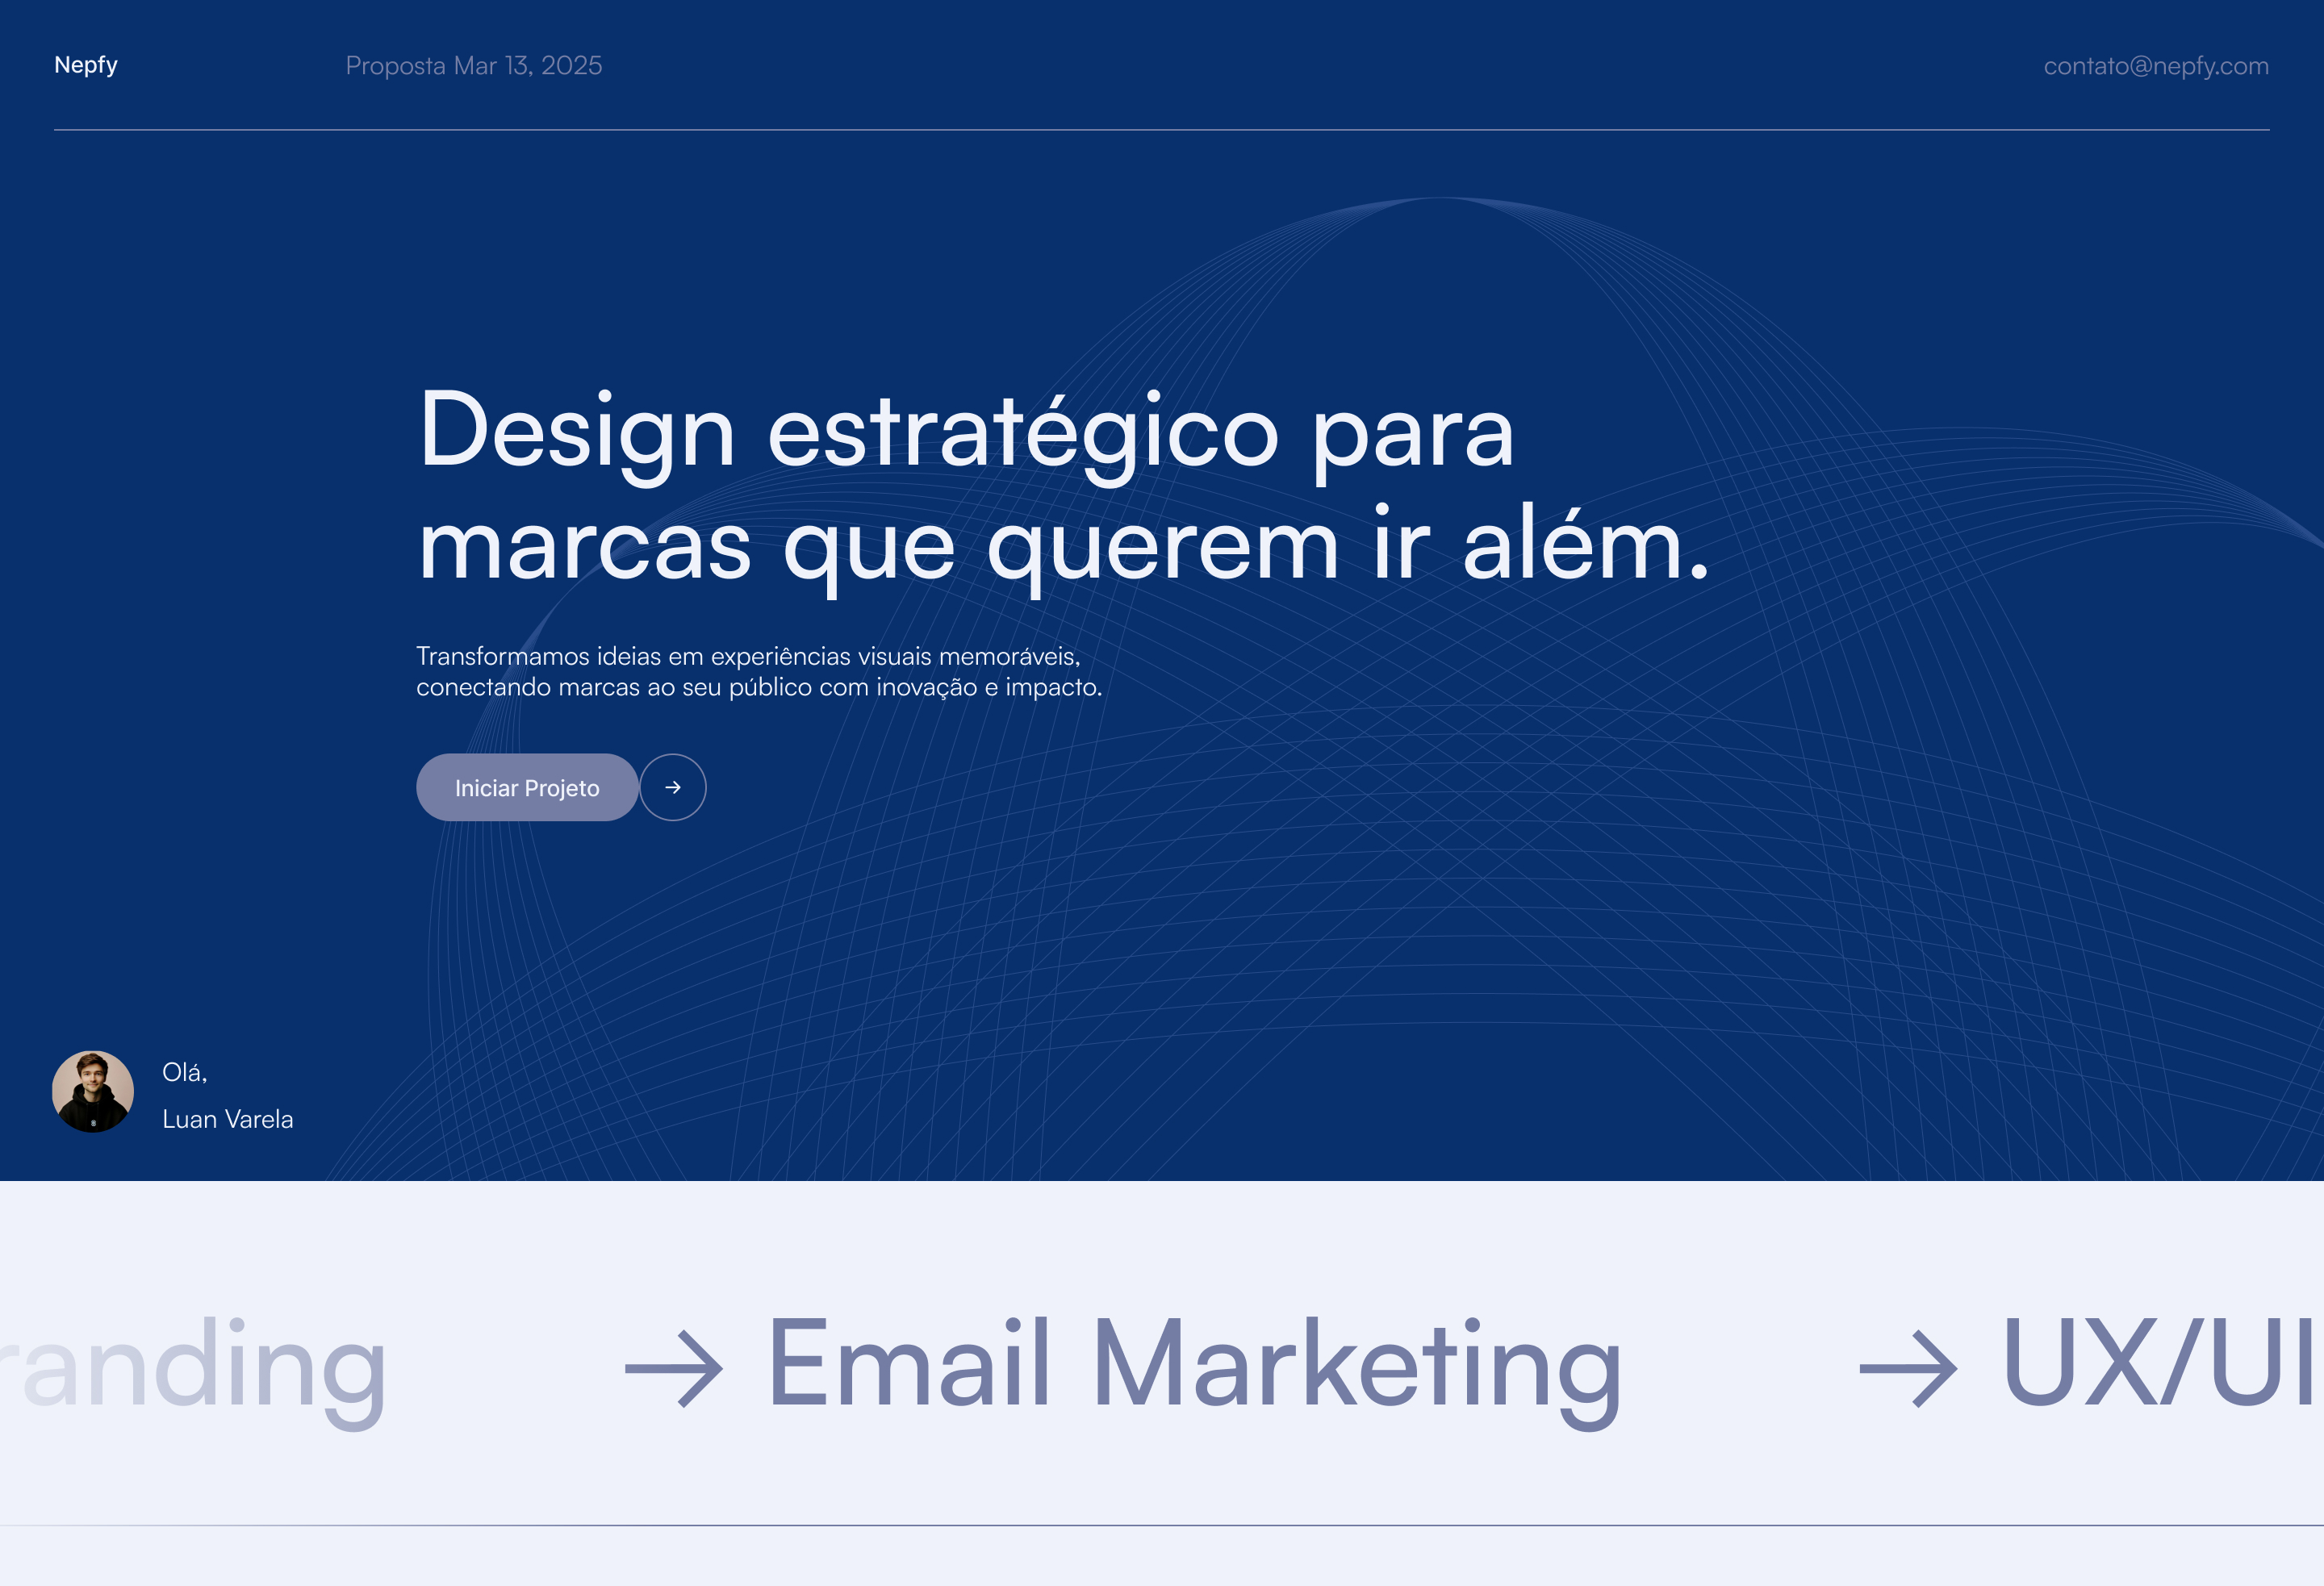 Nepfy
Proposta Mar 13, 2025
contato@nepfy.com
Design estratégico para
marcas que querem ir além.
Transformamos ideias em experiências visuais memoráveis,
conectando marcas ao seu público com inovação e impacto.
Iniciar Projeto →
Olá,
Luan Varela
randing → Email Marketing → UX/UI